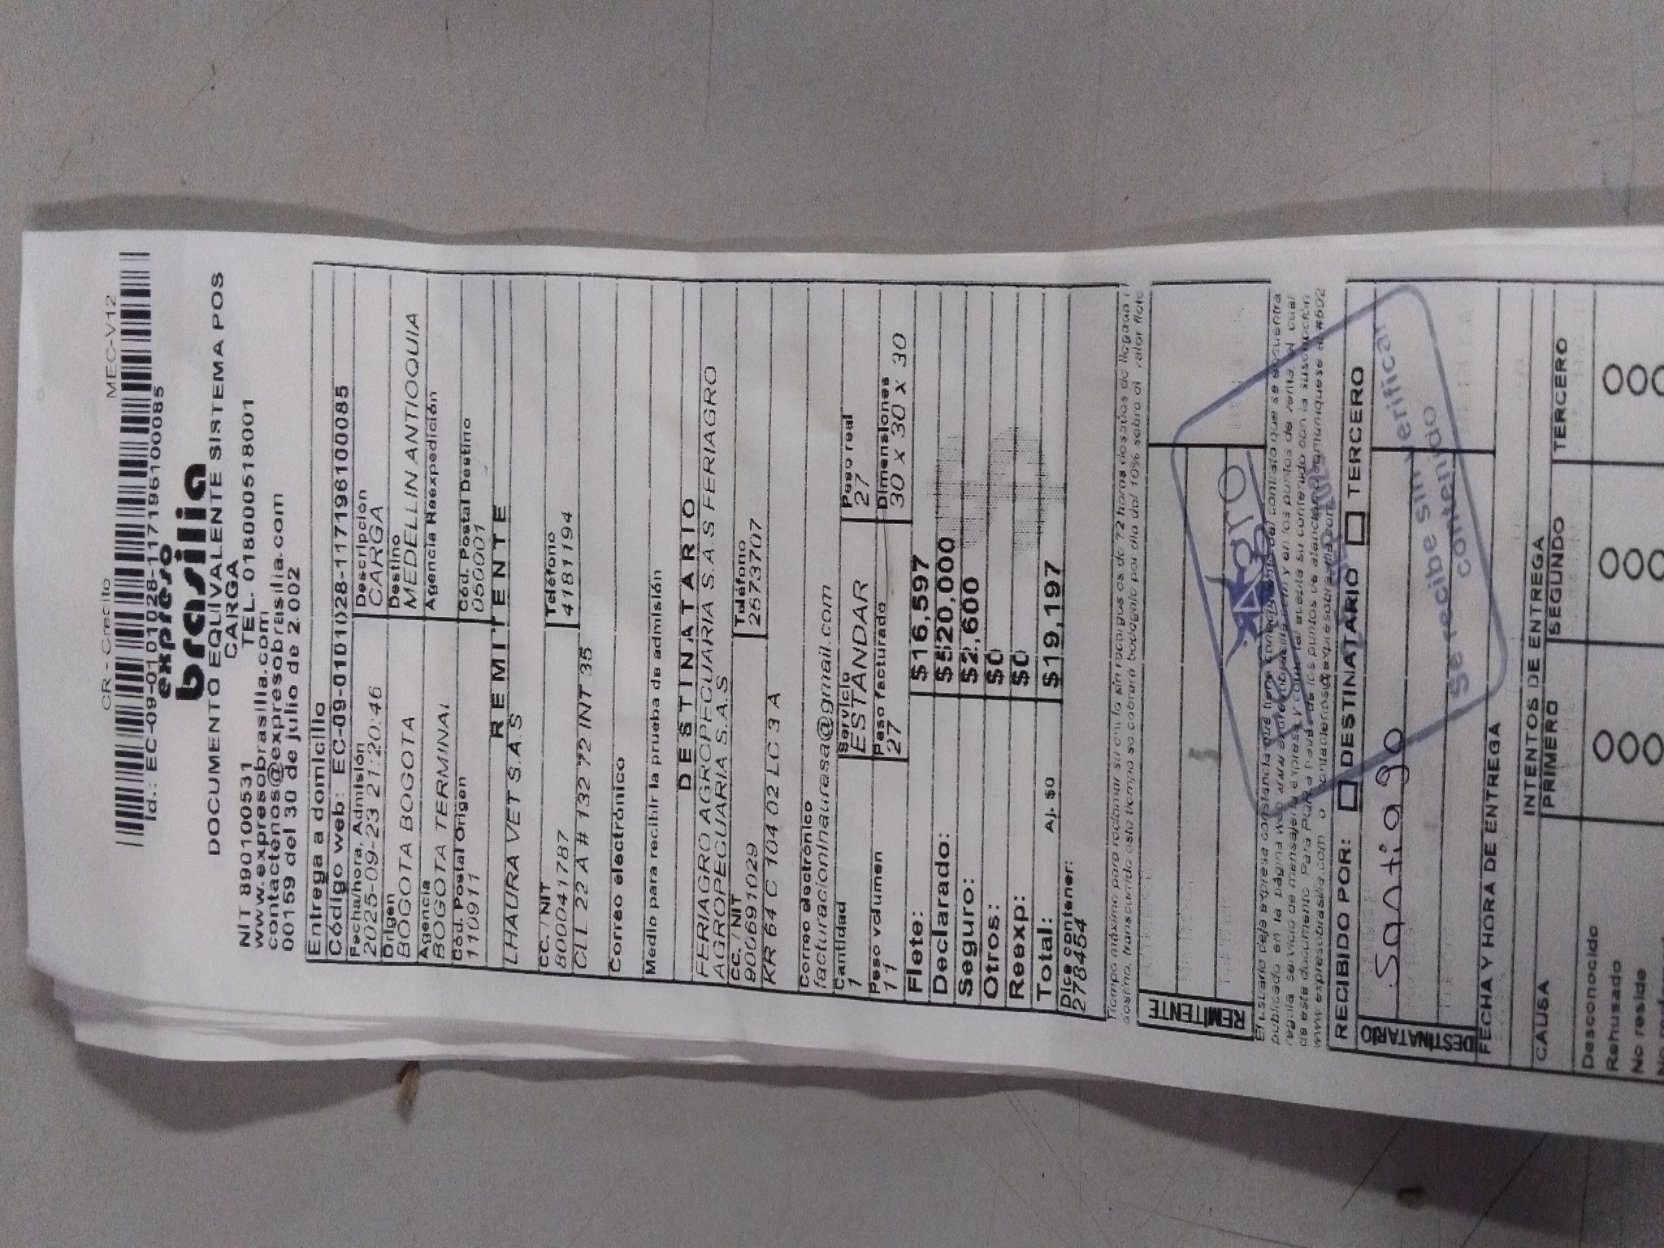 CR - Credito
MEC-V12
Id.: EC-09-0101028-1171961000085
expreso
brasilia
DOCUMENTO EQUIVALENTE SISTEMA POS
CARGA
NIT 890100531 TEL. 018000518001
www.expresobrasilia.com
contactenos@expresobrasilia.com
00159 del 30 de julio de 2.002
Entrega a domicilio
Código web: EC-09-0101028-1171961000085
Fecha/hora. Admisión Descripción
2025-09-23 21:20:46 CARGA
Origen Destino
BOGOTA BOGOTA MEDELLIN ANTIOQUIA
Agencia Agencia Reexpedición
BOGOTA TERMINAL
Cód. Postal Origen Cód. Postal Destino
110911 050001
REMITENTE
LHAURA VET S.A.S
CC. / NIT Teléfono
800041787 4181194
CLL 22 A # 132 72 INT 35
Correo electrónico
Medio para recibir la prueba de admisión
DESTINATARIO
FERIAGRO AGROPECUARIA S.A.S FERIAGRO
AGROPECUARIA S.A.S
CC. / NIT Teléfono
900691029 2673707
KR 64 C 104 02 LC 3 A
Correo electrónico
facturacionlnauresa@gmail.com
Cantidad Servicio Peso real
1 ESTANDAR 27
Peso volumen Peso facturado Dimensiones
11 27 30 x 30 x 30
Flete: $16,597
Declarado: $520,000
Seguro: $2,600
Otros: $0
Reexp: $0
Total: Aj. $0 $19,197
Dice contener:
278454
REMITENTE
Agro
RECIBIDO POR: DESTINATARIO TERCERO
Santiago
Se recibe sin verificar
contenido
DESTINATARIO
FECHA Y HORA DE ENTREGA
INTENTOS DE ENTREGA
CAUSA PRIMERO SEGUNDO TERCERO
Desconocido
Rehusado
No reside